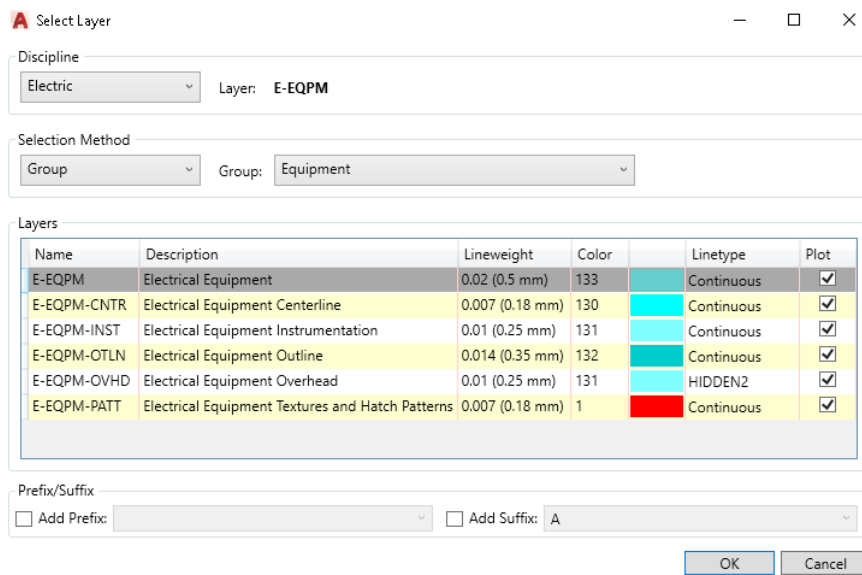 Select Layer
Discipline
Electric Layer: E-EQPM
Selection Method
Group Group: Equipment
Layers
Name Description Lineweight Color Linetype Plot
E-EQPM Electrical Equipment 0.02 (0.5 mm) 133 Continuous
E-EQPM-CNTR Electrical Equipment Centerline 0.007 (0.18 mm) 130 Continuous
E-EQPM-INST Electrical Equipment Instrumentation 0.01 (0.25 mm) 131 Continuous
E-EQPM-OTLN Electrical Equipment Outline 0.014 (0.35 mm) 132 Continuous
E-EQPM-OVHD Electrical Equipment Overhead 0.01 (0.25 mm) 131 HIDDEN2
E-EQPM-PATT Electrical Equipment Textures and Hatch Patterns 0.007 (0.18 mm) 1 Continuous
Prefix/Suffix
Add Prefix: Add Suffix: A
OK Cancel